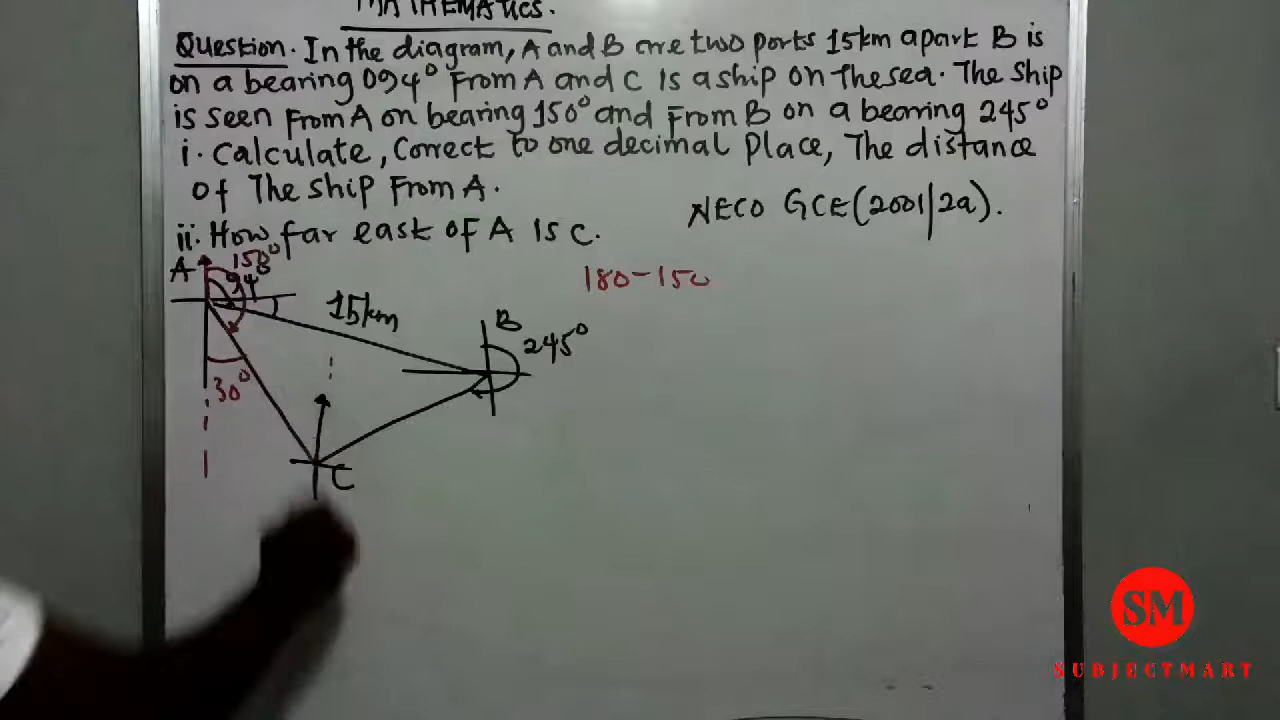 MATHEMATICS.
Question. In the diagram, A and B are two ports 15km apart B is
on a bearing 094° From A and C Is a ship on the sea. The ship
is seen From A on bearing 150° and From B on a bearing 245°
i. Calculate, Correct to one decimal Place, The distance
Of The Ship From A.
NECO GCE(2001|2a).
ii. How far east of A Is C.
A
150°
94°
180-150
15km
B
245°
30°
C
SM
SUBJECTMART